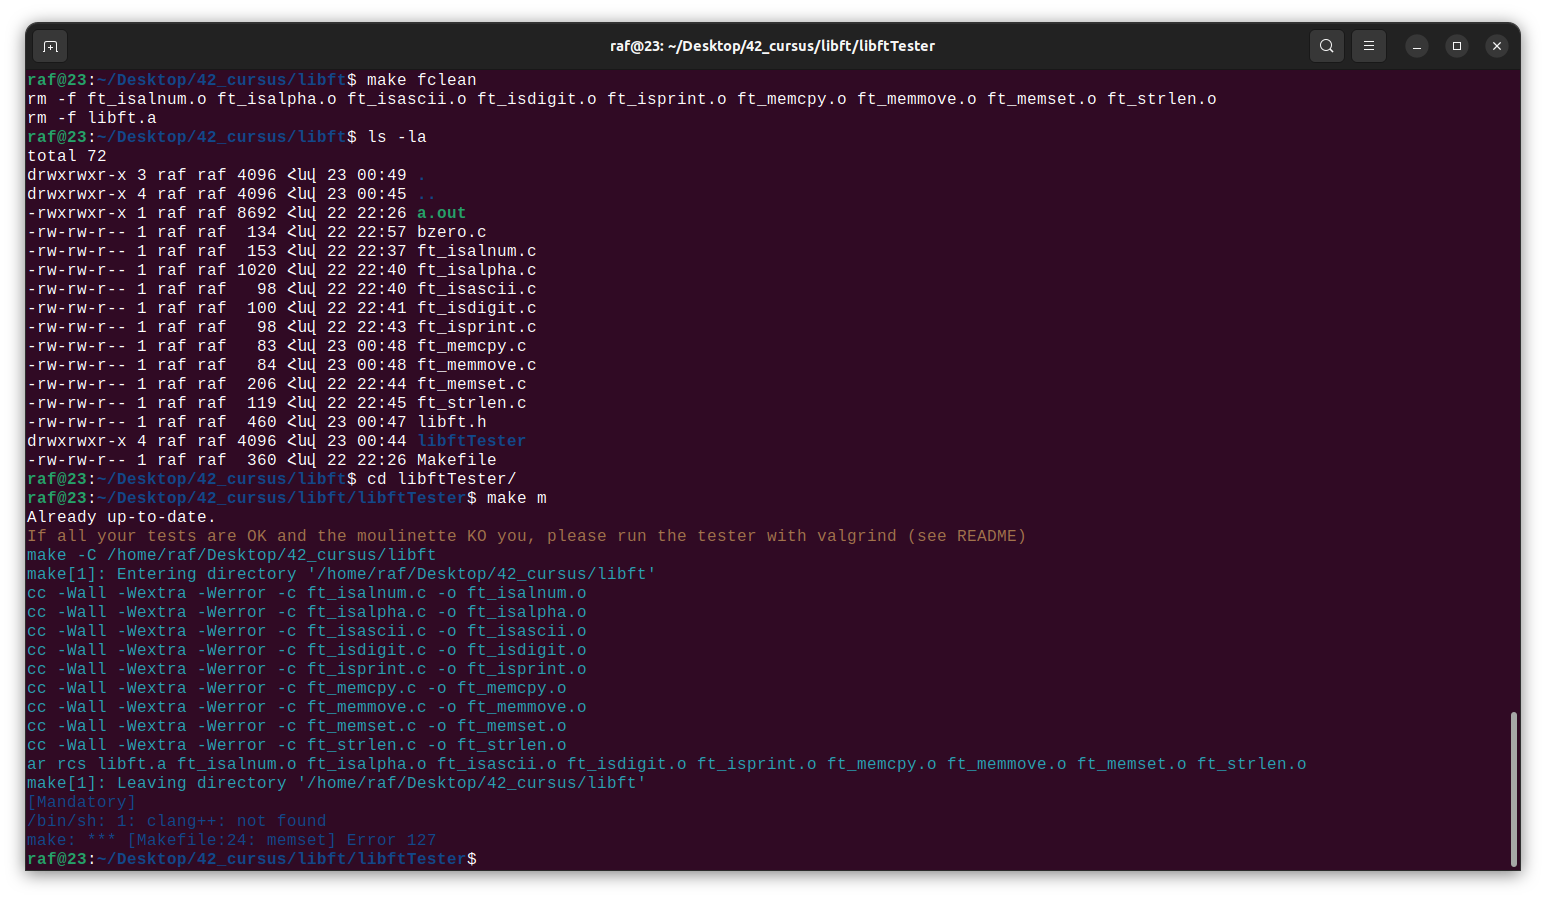 raf@23: ~/Desktop/42_cursus/libft/libftTester
raf@23:~/Desktop/42_cursus/libft$ make fclean
rm -f ft_isalnum.o ft_isalpha.o ft_isascii.o ft_isdigit.o ft_isprint.o ft_memcpy.o ft_memmove.o ft_memset.o ft_strlen.o
rm -f libft.a
raf@23:~/Desktop/42_cursus/libft$ ls -la
total 72
drwxrwxr-x 3 raf raf 4096 Հնվ 23 00:49 .
drwxrwxr-x 4 raf raf 4096 Հնվ 23 00:45 ..
-rwxrwxr-x 1 raf raf 8692 Հնվ 22 22:26 a.out
-rw-rw-r-- 1 raf raf  134 Հնվ 22 22:57 bzero.c
-rw-rw-r-- 1 raf raf  153 Հնվ 22 22:37 ft_isalnum.c
-rw-rw-r-- 1 raf raf 1020 Հնվ 22 22:40 ft_isalpha.c
-rw-rw-r-- 1 raf raf   98 Հնվ 22 22:40 ft_isascii.c
-rw-rw-r-- 1 raf raf  100 Հնվ 22 22:41 ft_isdigit.c
-rw-rw-r-- 1 raf raf   98 Հնվ 22 22:43 ft_isprint.c
-rw-rw-r-- 1 raf raf   83 Հնվ 23 00:48 ft_memcpy.c
-rw-rw-r-- 1 raf raf   84 Հնվ 23 00:48 ft_memmove.c
-rw-rw-r-- 1 raf raf  206 Հնվ 22 22:44 ft_memset.c
-rw-rw-r-- 1 raf raf  119 Հնվ 22 22:45 ft_strlen.c
-rw-rw-r-- 1 raf raf  460 Հնվ 23 00:47 libft.h
drwxrwxr-x 4 raf raf 4096 Հնվ 23 00:44 libftTester
-rw-rw-r-- 1 raf raf  360 Հնվ 22 22:26 Makefile
raf@23:~/Desktop/42_cursus/libft$ cd libftTester/
raf@23:~/Desktop/42_cursus/libft/libftTester$ make m
Already up-to-date.
If all your tests are OK and the moulinette KO you, please run the tester with valgrind (see README)
make -C /home/raf/Desktop/42_cursus/libft
make[1]: Entering directory '/home/raf/Desktop/42_cursus/libft'
cc -Wall -Wextra -Werror -c ft_isalnum.c -o ft_isalnum.o
cc -Wall -Wextra -Werror -c ft_isalpha.c -o ft_isalpha.o
cc -Wall -Wextra -Werror -c ft_isascii.c -o ft_isascii.o
cc -Wall -Wextra -Werror -c ft_isdigit.c -o ft_isdigit.o
cc -Wall -Wextra -Werror -c ft_isprint.c -o ft_isprint.o
cc -Wall -Wextra -Werror -c ft_memcpy.c -o ft_memcpy.o
cc -Wall -Wextra -Werror -c ft_memmove.c -o ft_memmove.o
cc -Wall -Wextra -Werror -c ft_memset.c -o ft_memset.o
cc -Wall -Wextra -Werror -c ft_strlen.c -o ft_strlen.o
ar rcs libft.a ft_isalnum.o ft_isalpha.o ft_isascii.o ft_isdigit.o ft_isprint.o ft_memcpy.o ft_memmove.o ft_memset.o ft_strlen.o
make[1]: Leaving directory '/home/raf/Desktop/42_cursus/libft'
[Mandatory]
/bin/sh: 1: clang++: not found
make: *** [Makefile:24: memset] Error 127
raf@23:~/Desktop/42_cursus/libft/libftTester$